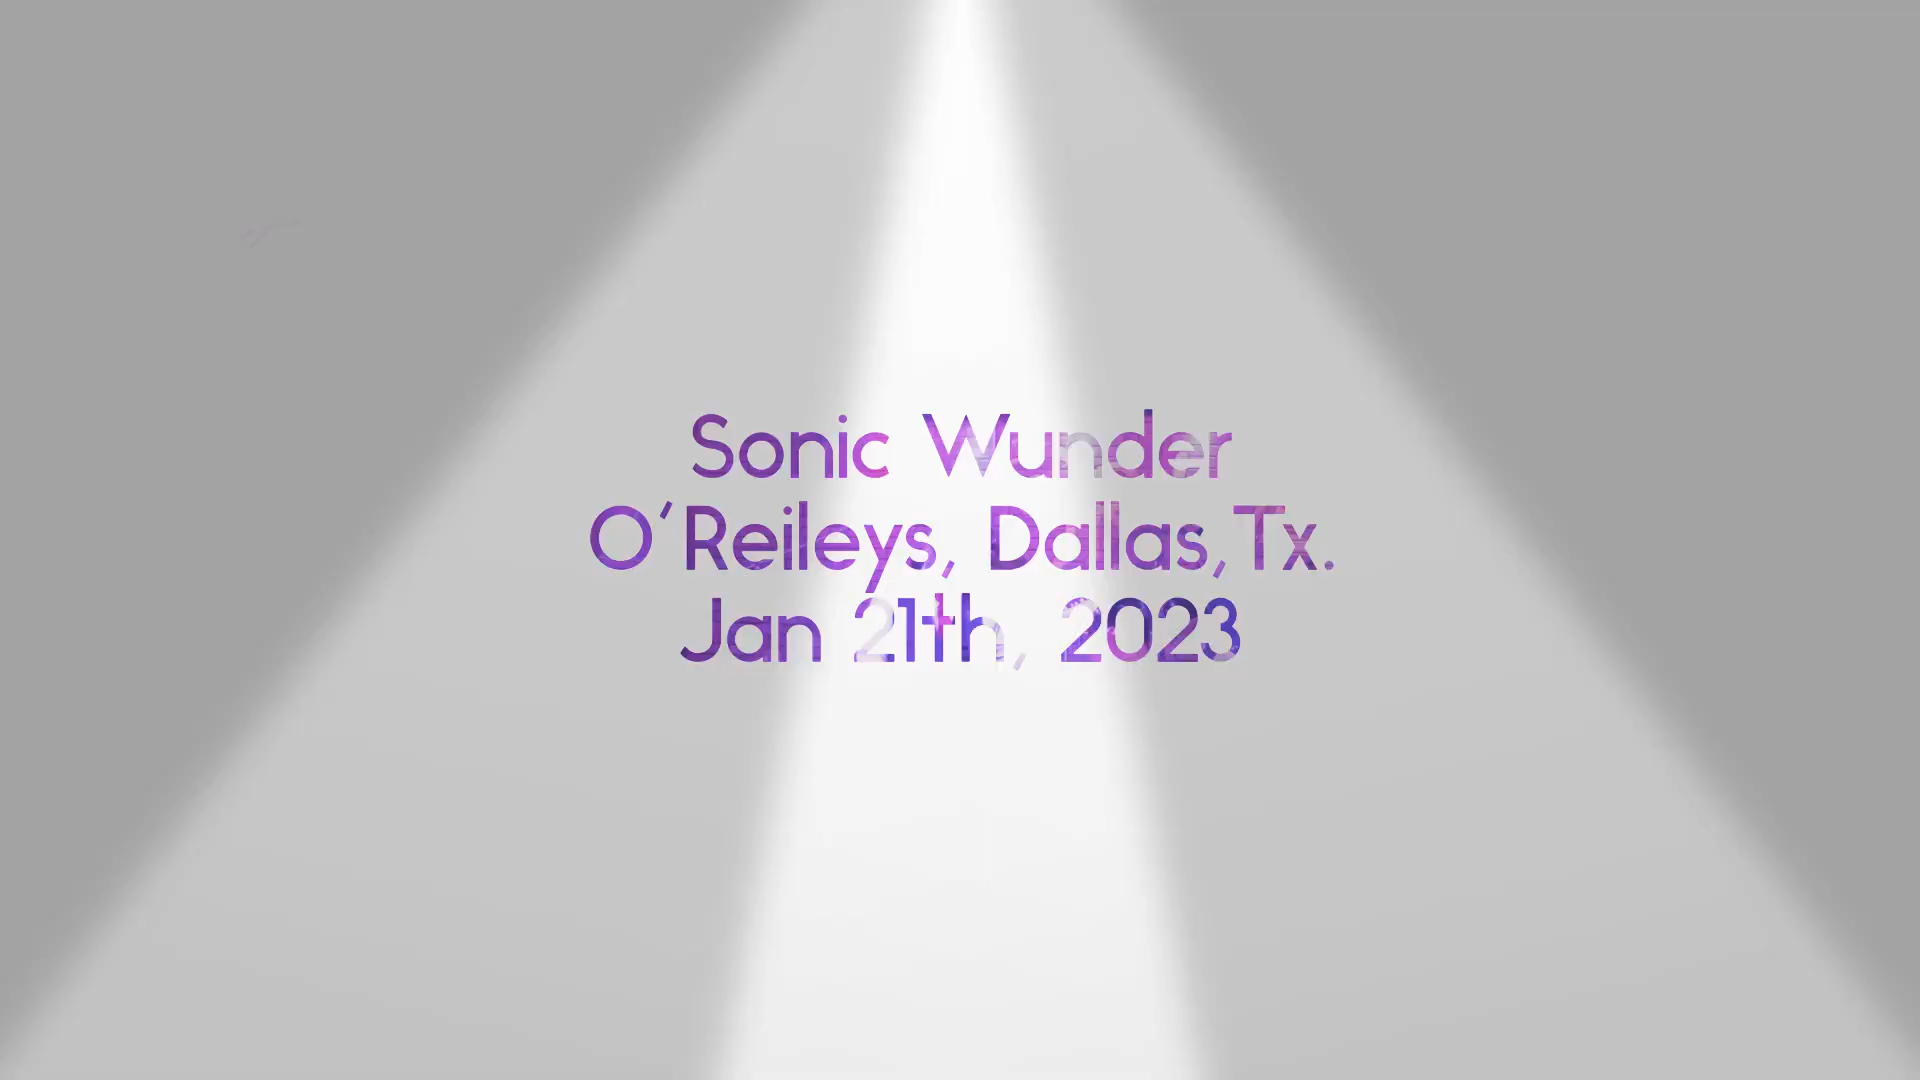 Sonic Wunder
O'Reileys, Dallas,Tx.
Jan 21th, 2023